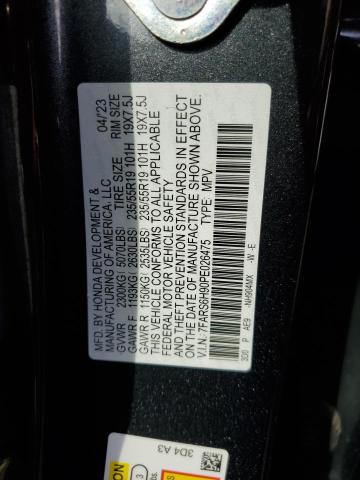 MFD. BY HONDA DEVELOPMENT & 04/23
MANUFACTURING OF AMERICA, LLC
TIRE SIZE RIM SIZE
GVWR 2300KG( 5070LBS)
GAWR F 1193KG( 2630LBS) 235/55R19 101H 19X7.5J
GAWR R 1150KG( 2535LBS) 235/55R19 101H 19X7.5J
THIS VEHICLE CONFORMS TO ALL APPLICABLE
FEDERAL MOTOR VEHICLE SAFETY
AND THEFT PREVENTION STANDARDS IN EFFECT
ON THE DATE OF MANUFACTURE SHOWN ABOVE.
V.I.N.: 7FARS6H90PE026475 TYPE: MPV
3D0 P AE9 -NH904MX -W -E
3D4 A3